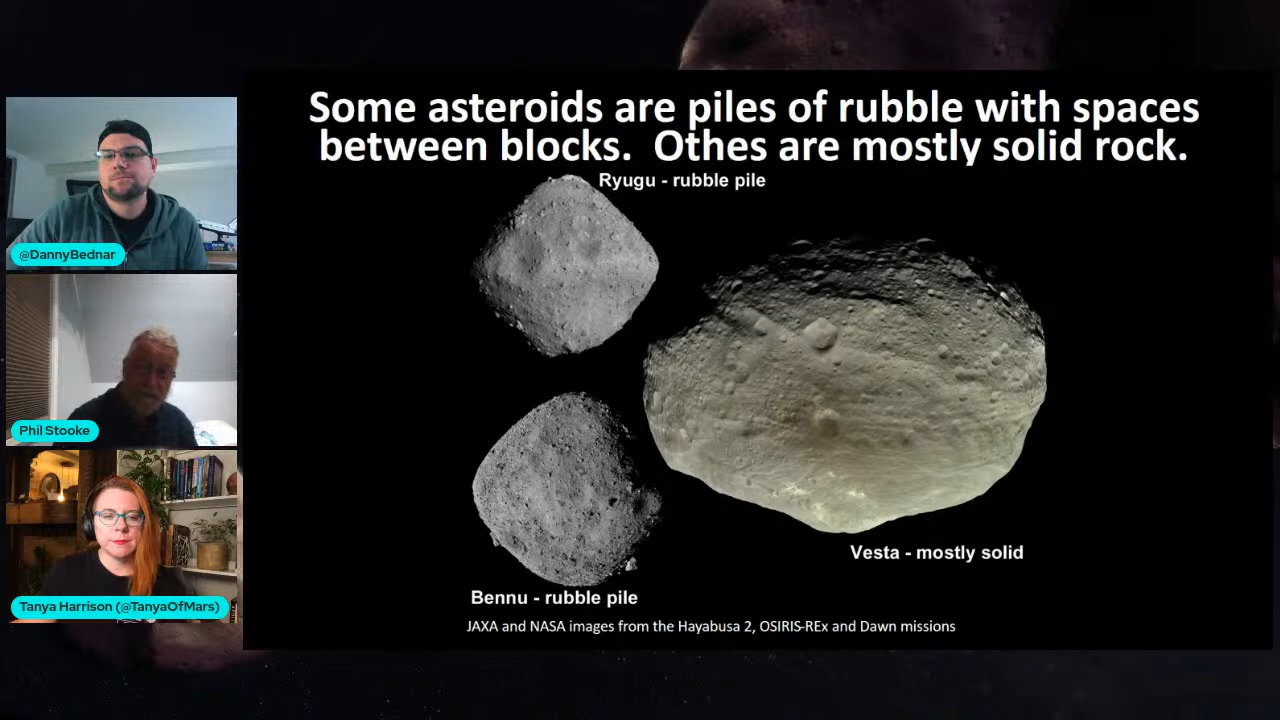 Some asteroids are piles of rubble with spaces
between blocks.  Othes are mostly solid rock.
Ryugu - rubble pile
@DannyBednar
Phil Stooke
Vesta - mostly solid
Bennu - rubble pile
Tanya Harrison (@TanyaOfMars)
JAXA and NASA images from the Hayabusa 2, OSIRIS-REx and Dawn missions